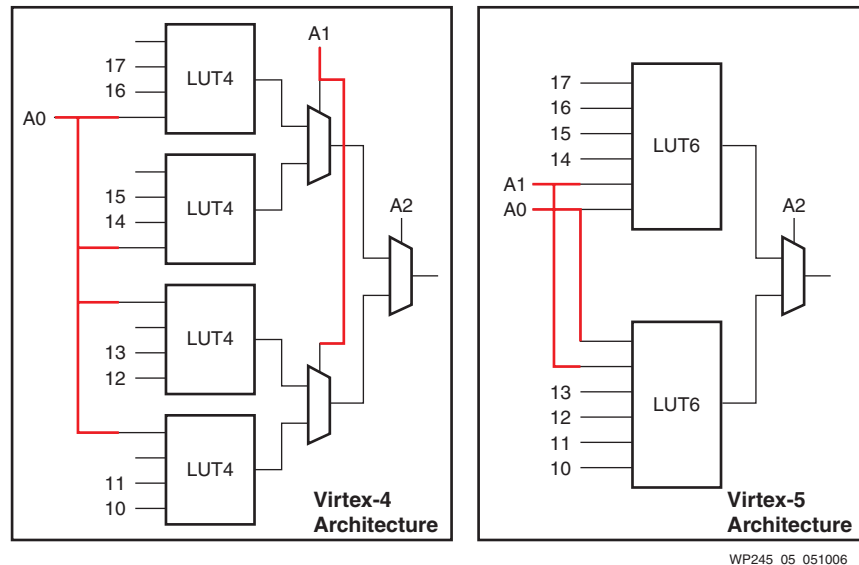 A1
17
16
LUT4
A0
15
14
LUT4
A2
13
12
LUT4
11
10
LUT4
Virtex-4
Architecture
17
16
15
14
LUT6
A1
A0
A2
13
12
11
10
LUT6
Virtex-5
Architecture
WP245_05_051006